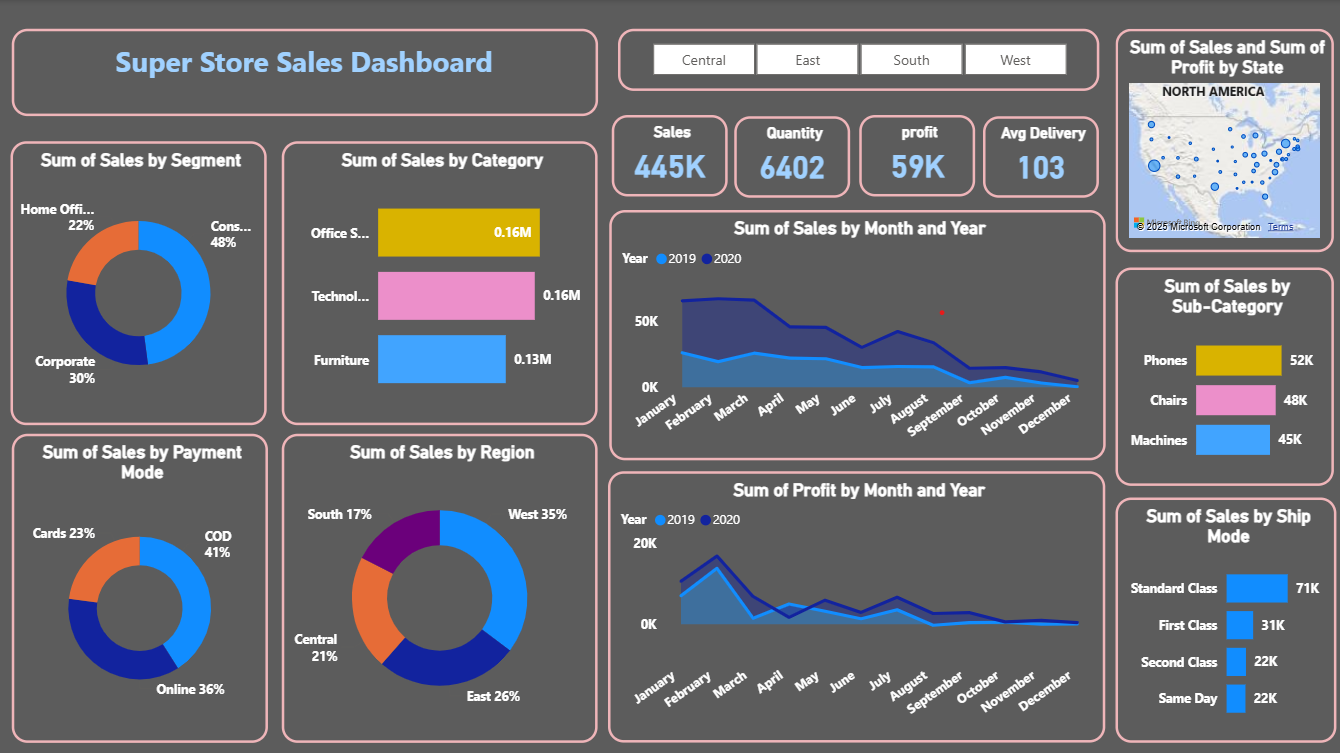 Super Store Sales Dashboard
Central
East
South
West
Sales
445K
Quantity
6402
profit
59K
Avg Delivery
103
Sum of Sales and Sum of
Profit by State
NORTH AMERICA
Microsoft Bing
© 2025 Microsoft Corporation Terms
Sum of Sales by Segment
Home Offi...
22%
Cons...
48%
Corporate
30%
Sum of Sales by Category
Office S...
0.16M
Technol...
0.16M
Furniture
0.13M
Sum of Sales by Month and Year
Year 2019 2020
50K
0K
January
February
March
April
May
June
July
August
September
October
November
December
Sum of Sales by
Sub-Category
Phones
52K
Chairs
48K
Machines
45K
Sum of Sales by Payment
Mode
Cards 23%
COD
41%
Online 36%
Sum of Sales by Region
South 17%
West 35%
Central
21%
East 26%
Sum of Profit by Month and Year
Year 2019 2020
20K
0K
January
February
March
April
May
June
July
August
September
October
November
December
Sum of Sales by Ship
Mode
Standard Class
71K
First Class
31K
Second Class
22K
Same Day
22K